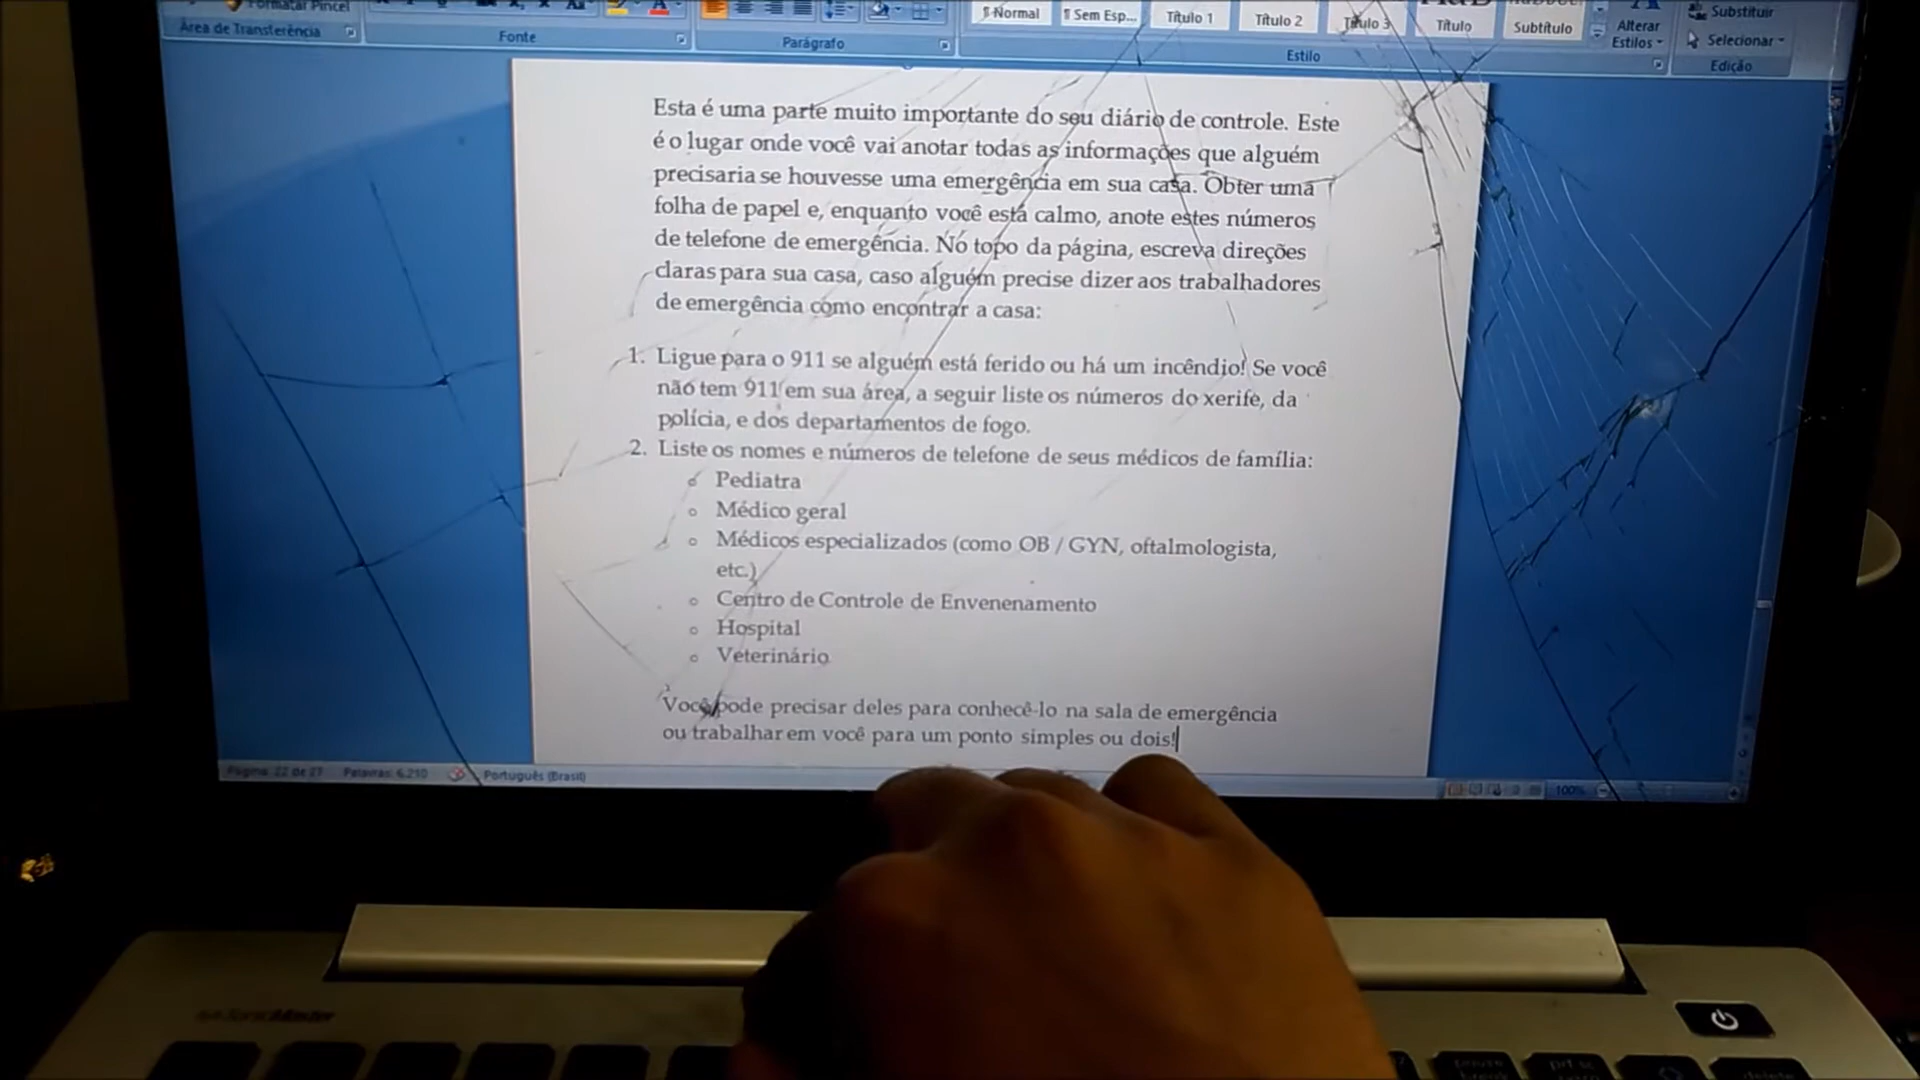 Formatar Pincel
Área de Transferência
Fonte
Parágrafo
¶ Normal
¶ Sem Esp...
Título 1
Título 2
Título 3
Título
Subtítulo
Estilo
Alterar
Estilos
Substituir
Selecionar
Edição
Esta é uma parte muito importante do seu diário de controle. Este
é o lugar onde você vai anotar todas as informações que alguém
precisaria se houvesse uma emergência em sua casa. Obter uma
folha de papel e, enquanto você está calmo, anote estes números
de telefone de emergência. No topo da página, escreva direções
claras para sua casa, caso alguém precise dizer aos trabalhadores
de emergência como encontrar a casa:
1. Ligue para o 911 se alguém está ferido ou há um incêndio! Se você
não tem 911 em sua área, a seguir liste os números do xerife, da
polícia, e dos departamentos de fogo.
2. Liste os nomes e números de telefone de seus médicos de família:
o Pediatra
o Médico geral
o Médicos especializados (como OB / GYN, oftalmologista,
etc.)
o Centro de Controle de Envenenamento
o Hospital
o Veterinário
Você pode precisar deles para conhecê-lo na sala de emergência
ou trabalhar em você para um ponto simples ou dois!
Página: 22 de 27 Palavras: 6.210 Português (Brasil)
100%
delete